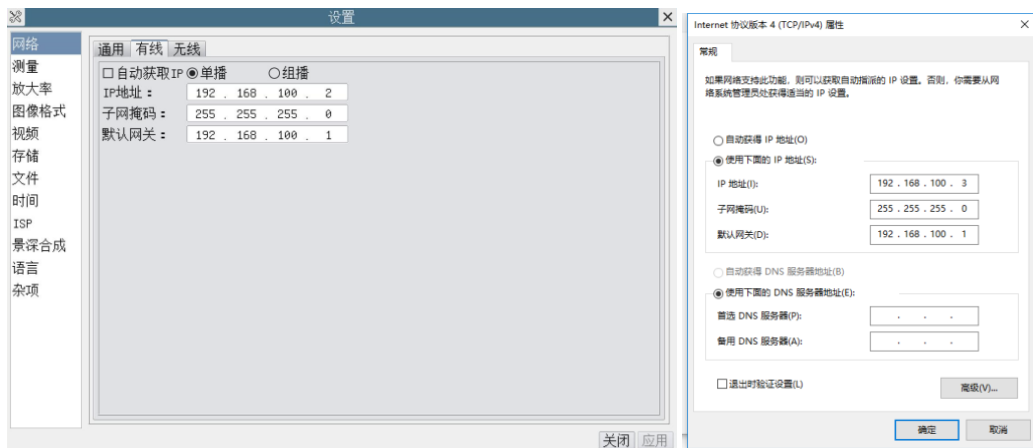 设置
网络
测量
放大率
图像格式
视频
存储
文件
时间
ISP
景深合成
语言
杂项
通用 有线 无线
自动获取IP 单播 组播
IP地址： 192 . 168 . 100 . 2
子网掩码： 255 . 255 . 255 . 0
默认网关： 192 . 168 . 100 . 1
关闭 应用
Internet 协议版本 4 (TCP/IPv4) 属性
常规
如果网络支持此功能，则可以获取自动指派的 IP 设置。否则，你需要从网
络系统管理员处获得适当的 IP 设置。
自动获得 IP 地址(O)
使用下面的 IP 地址(S):
IP 地址(I): 192 . 168 . 100 . 3
子网掩码(U): 255 . 255 . 255 . 0
默认网关(D): 192 . 168 . 100 . 1
自动获得 DNS 服务器地址(B)
使用下面的 DNS 服务器地址(E):
首选 DNS 服务器(P): . . .
备用 DNS 服务器(A): . . .
退出时验证设置(L)
高级(V)...
确定 取消